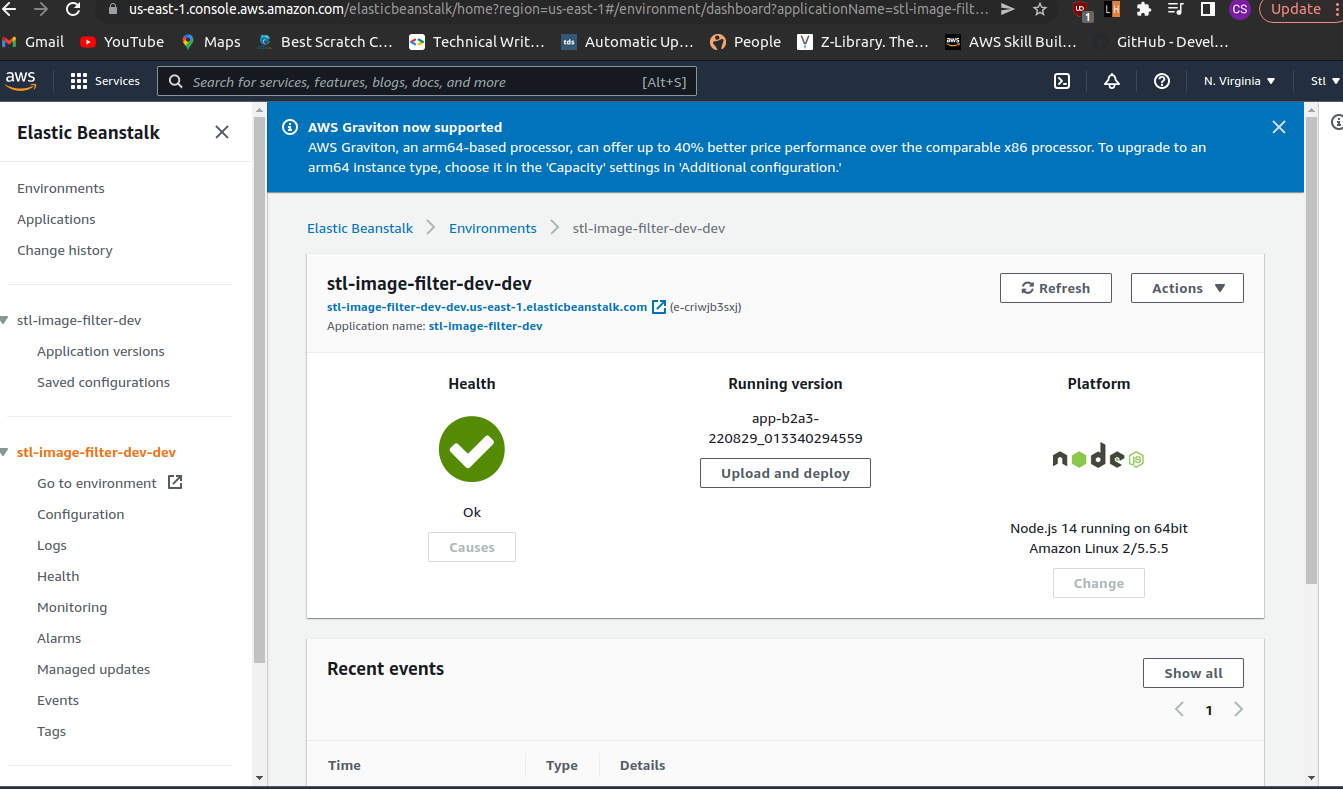 us-east-1.console.aws.amazon.com/elasticbeanstalk/home?region=us-east-1#/environment/dashboard?applicationName=stl-image-filt...
1
LH
CS
Update
Gmail
YouTube
Maps
Best Scratch C...
Technical Writ...
tds
Automatic Up...
People
Z-Library. The...
aws
AWS Skill Buil...
GitHub - Devel...
aws
Services
Search for services, features, blogs, docs, and more
[Alt+S]
N. Virginia
Stl
Elastic Beanstalk
Environments
Applications
Change history
stl-image-filter-dev
Application versions
Saved configurations
stl-image-filter-dev-dev
Go to environment
Configuration
Logs
Health
Monitoring
Alarms
Managed updates
Events
Tags
AWS Graviton now supported
AWS Graviton, an arm64-based processor, can offer up to 40% better price performance over the comparable x86 processor. To upgrade to an
arm64 instance type, choose it in the 'Capacity' settings in 'Additional configuration.'
Elastic Beanstalk
Environments
stl-image-filter-dev-dev
stl-image-filter-dev-dev
stl-image-filter-dev-dev.us-east-1.elasticbeanstalk.com (e-criwjb3sxj)
Application name: stl-image-filter-dev
Refresh
Actions
Health
Ok
Causes
Running version
app-b2a3-
220829_013340294559
Upload and deploy
Platform
node
JS
Node.js 14 running on 64bit
Amazon Linux 2/5.5.5
Change
Recent events
Show all
1
Time
Type
Details